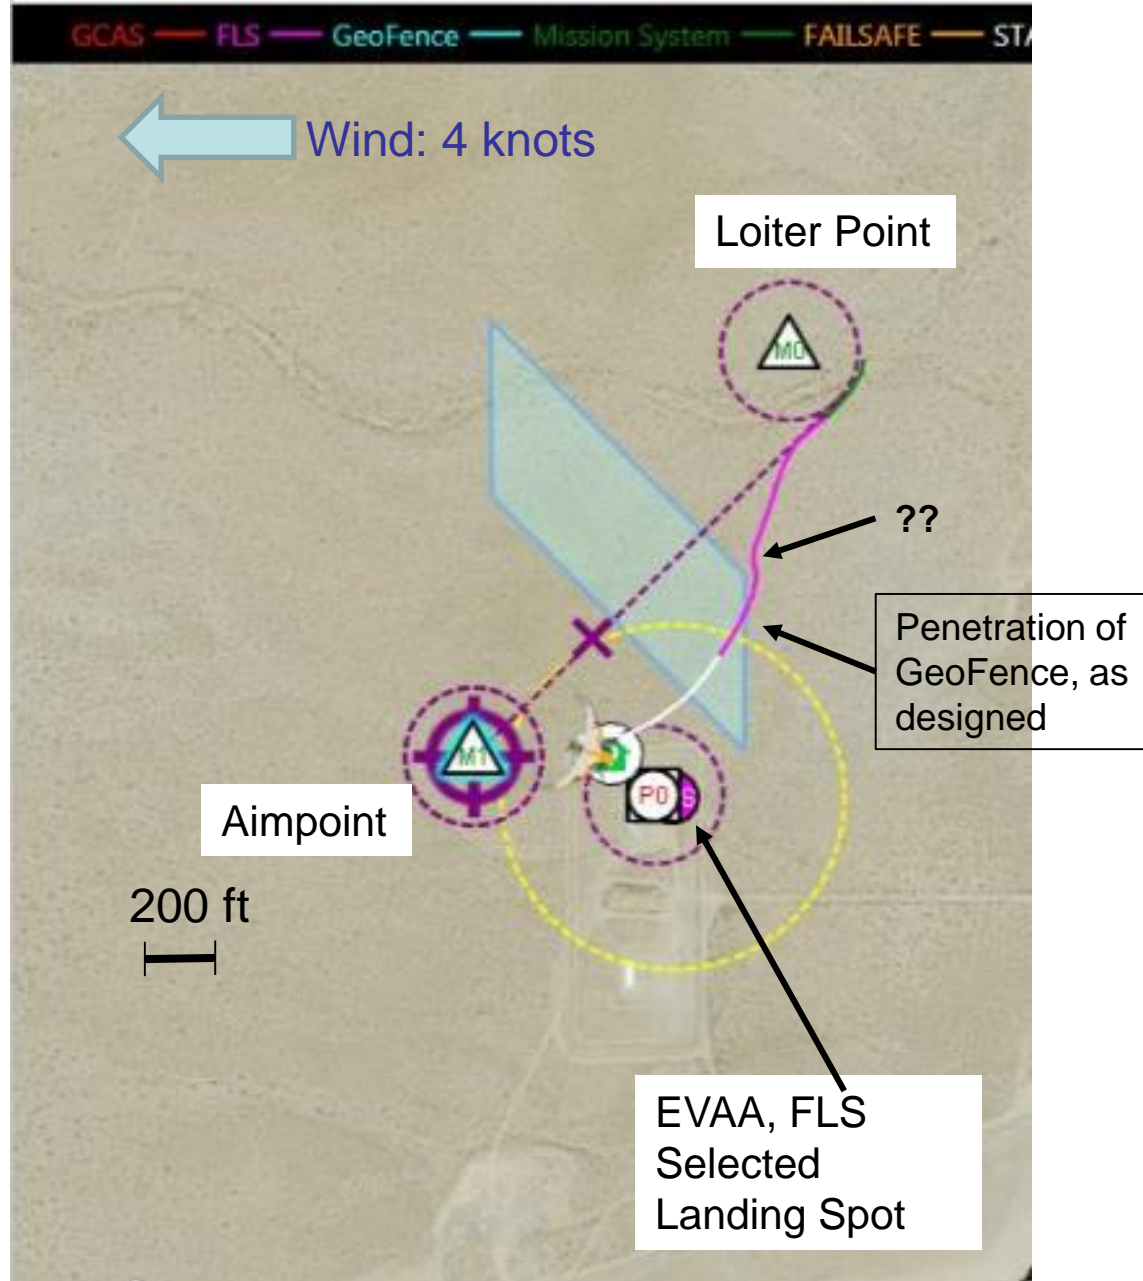 GCAS FLS GeoFence Mission System FAILSAFE STA
Wind: 4 knots
Loiter Point
M0
??
Penetration of
GeoFence, as
designed
M1
P0 S
Aimpoint
200 ft
EVAA, FLS
Selected
Landing Spot